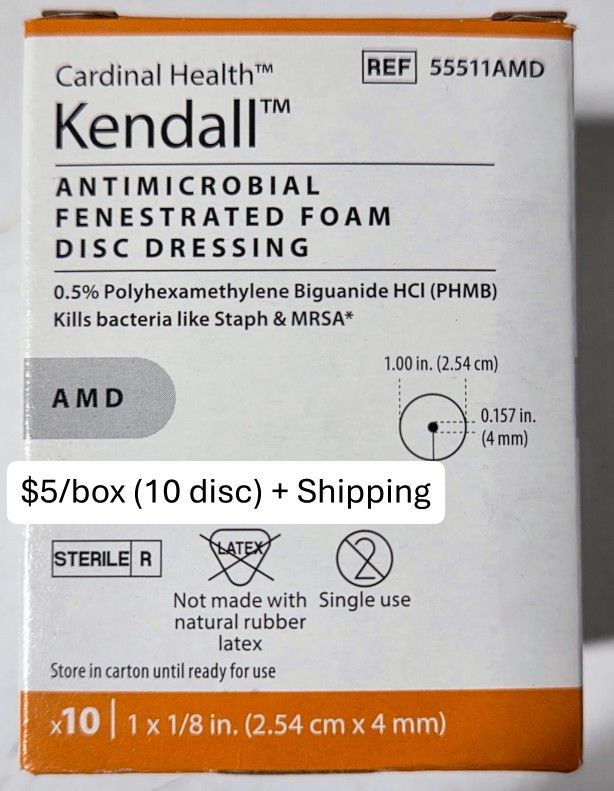 Cardinal Health™
REF 55511AMD
Kendall™
ANTIMICROBIAL
FENESTRATED FOAM
DISC DRESSING
0.5% Polyhexamethylene Biguanide HCl (PHMB)
Kills bacteria like Staph & MRSA*
AMD
1.00 in. (2.54 cm)
0.157 in.
(4 mm)
$5/box (10 disc) + Shipping
STERILE R
LATEX
2
Not made with
natural rubber
latex
Single use
Store in carton until ready for use
x10 | 1 x 1/8 in. (2.54 cm x 4 mm)